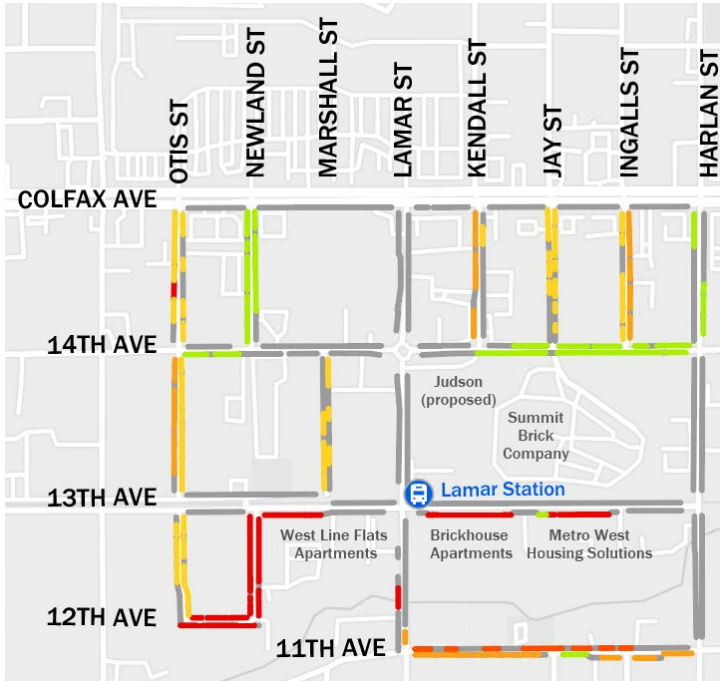 OTIS ST
NEWLAND ST
MARSHALL ST
LAMAR ST
KENDALL ST
JAY ST
INGALLS ST
HARLAN ST
COLFAX AVE
14TH AVE
Judson
(proposed)
Summit
Brick
Company
13TH AVE
Lamar Station
West Line Flats
Apartments
Brickhouse
Apartments
Metro West
Housing Solutions
12TH AVE
11TH AVE